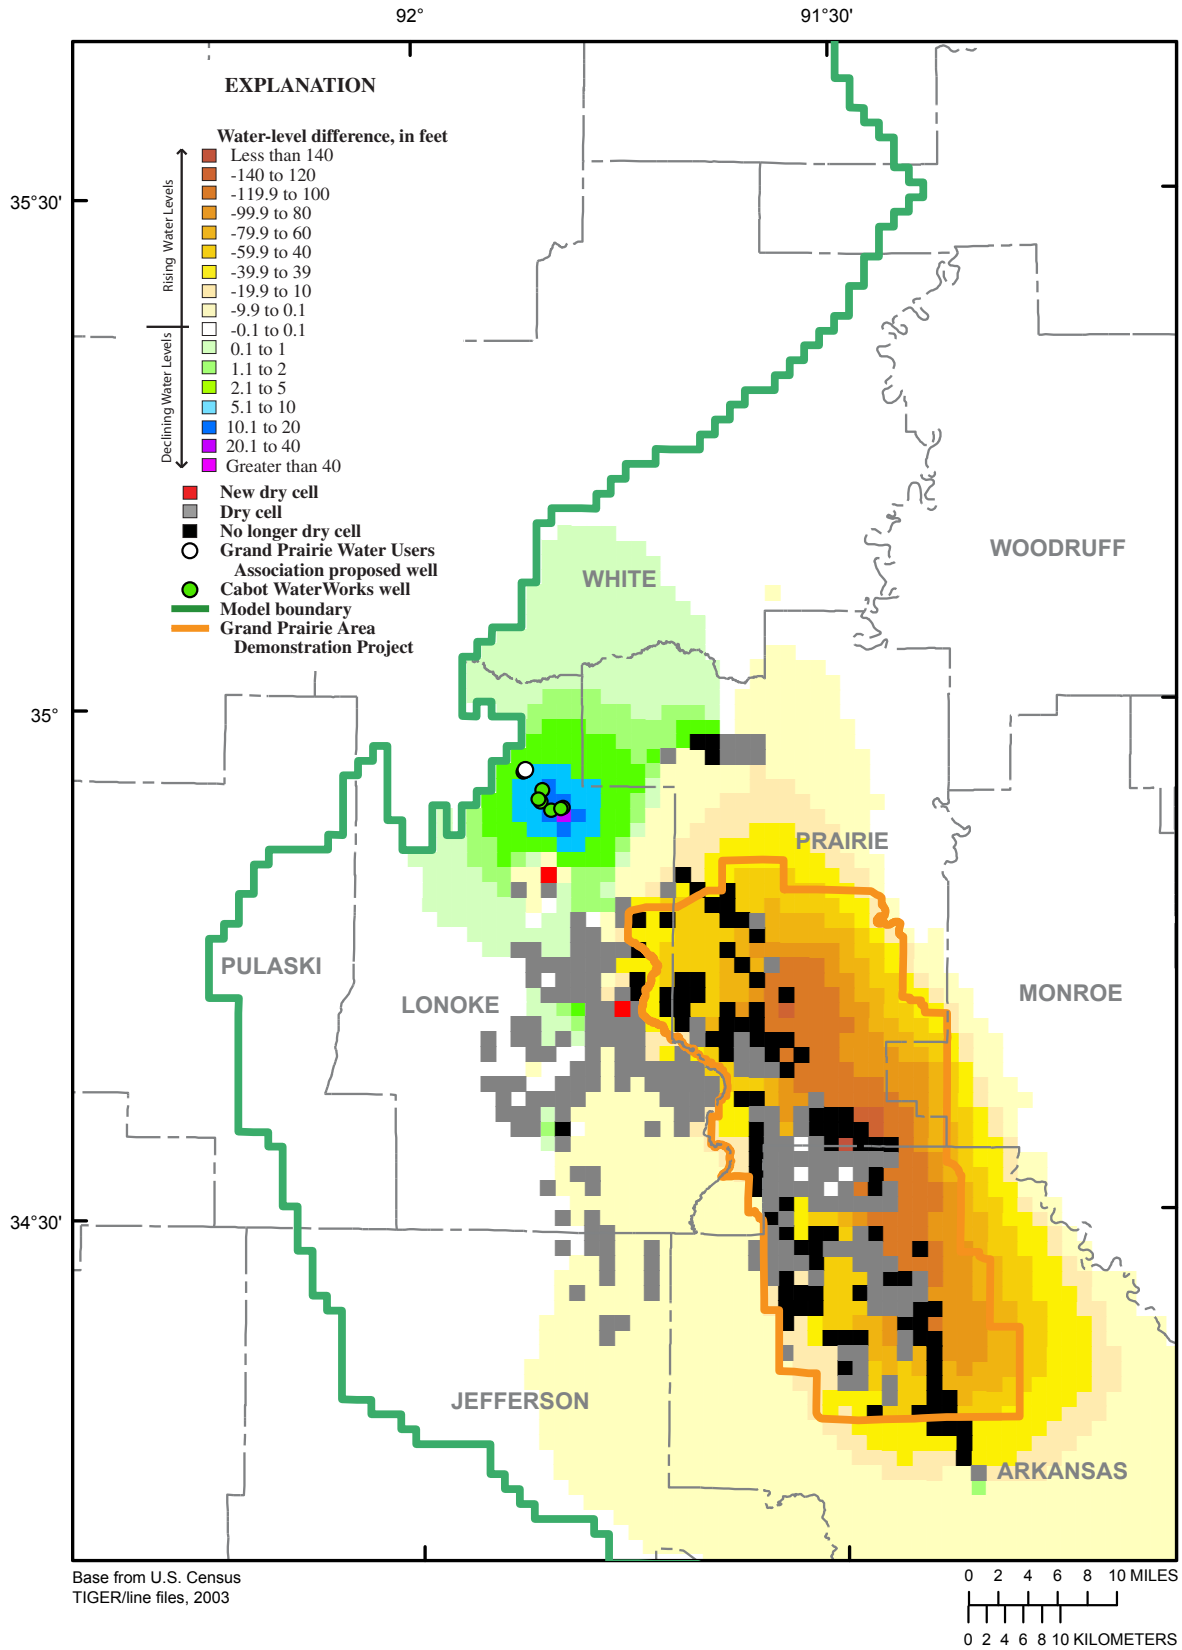 92°
91°30'
EXPLANATION
Water-level difference, in feet
Less than 140
-140 to 120
-119.9 to 100
-99.9 to 80
-79.9 to 60
-59.9 to 40
-39.9 to 39
-19.9 to 10
-9.9 to 0.1
-0.1 to 0.1
0.1 to 1
1.1 to 2
2.1 to 5
5.1 to 10
10.1 to 20
20.1 to 40
Greater than 40
Rising Water Levels
Declining Water Levels
New dry cell
Dry cell
No longer dry cell
Grand Prairie Water Users
Association proposed well
Cabot WaterWorks well
Model boundary
Grand Prairie Area
Demonstration Project
35°30'
35°
34°30'
WOODRUFF
WHITE
PRAIRIE
PULASKI
LONOKE
MONROE
JEFFERSON
ARKANSAS
Base from U.S. Census
TIGER/line files, 2003
0 2 4 6 8 10 MILES
0 2 4 6 8 10 KILOMETERS